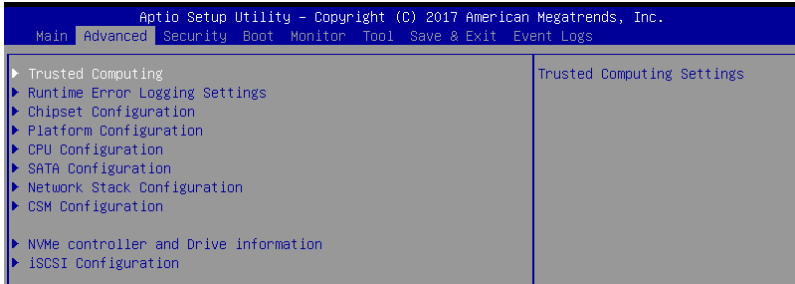 Aptio Setup Utility – Copyright (C) 2017 American Megatrends, Inc.
Main Advanced Security Boot Monitor Tool Save & Exit Event Logs
Trusted Computing
Runtime Error Logging Settings
Chipset Configuration
Platform Configuration
CPU Configuration
SATA Configuration
Network Stack Configuration
CSM Configuration
NVMe controller and Drive information
iSCSI Configuration
Trusted Computing Settings